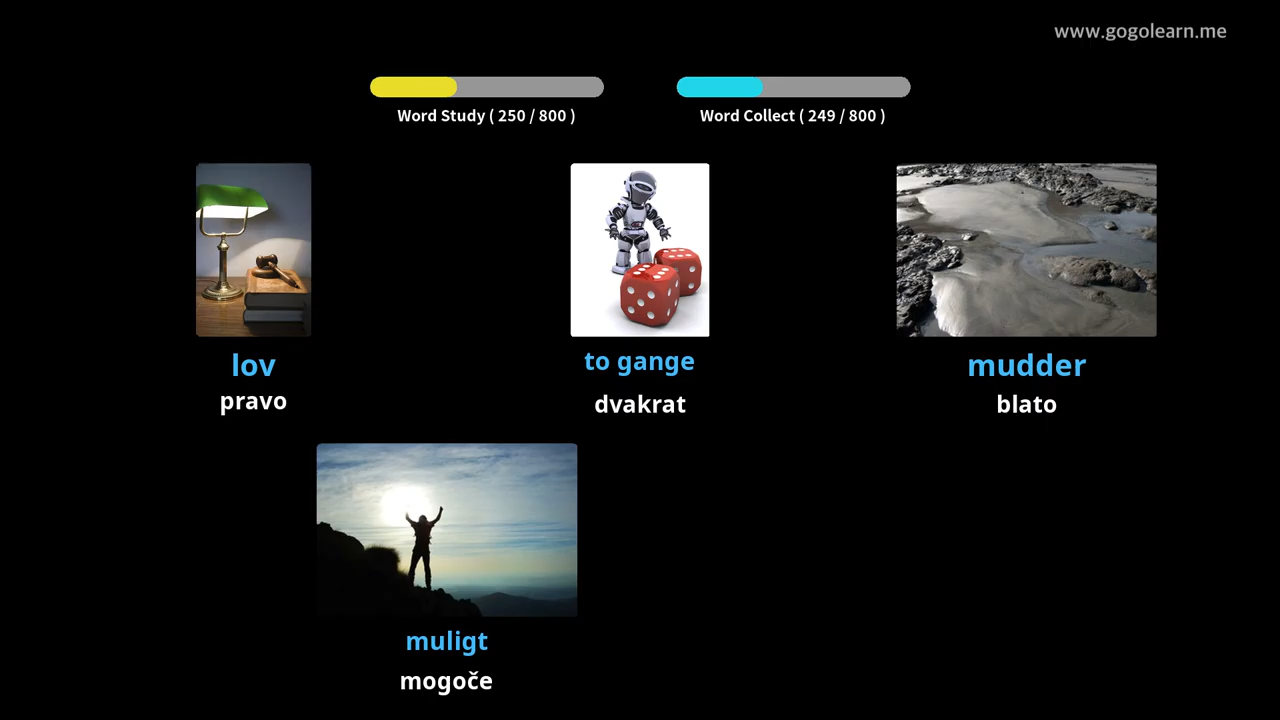 www.gogolearn.me
Word Study ( 250 / 800 )
Word Collect ( 249 / 800 )
lov
pravo
to gange
dvakrat
mudder
blato
muligt
mogoče